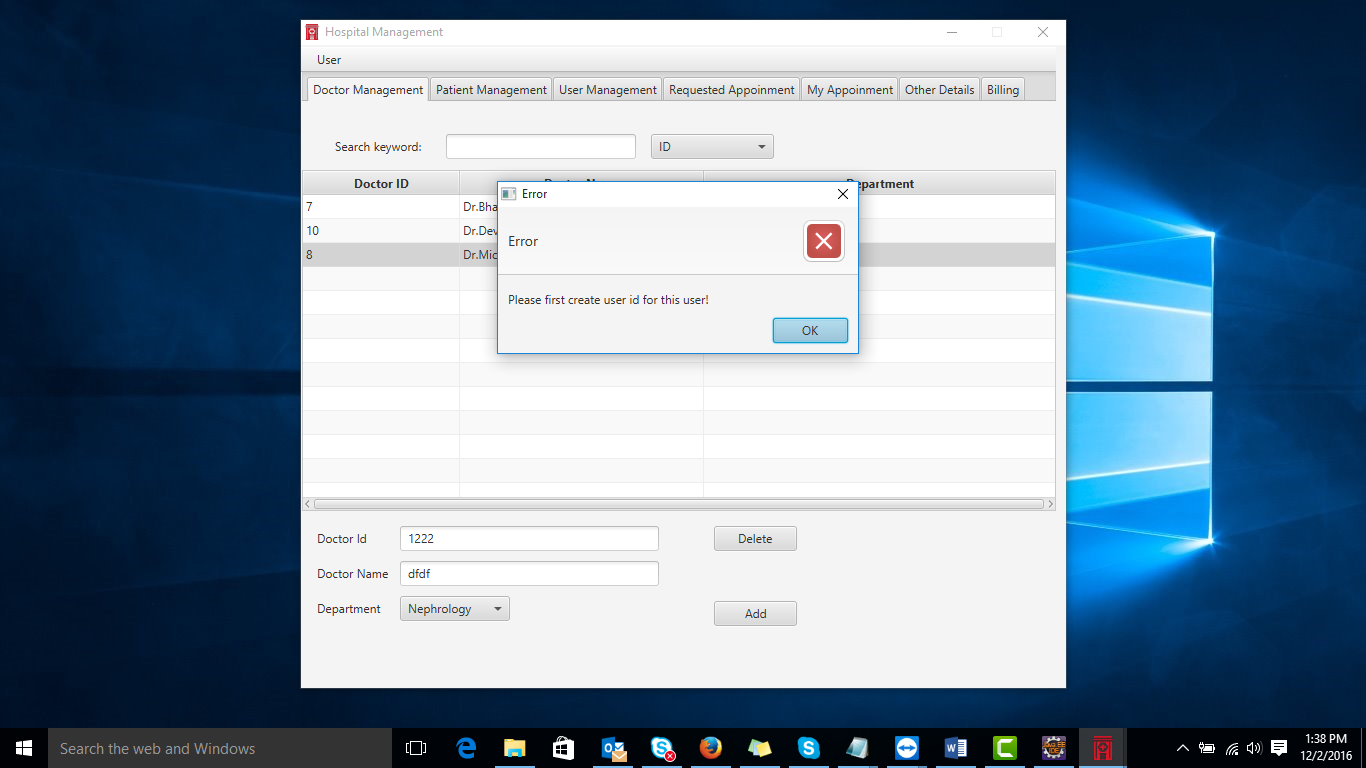 Hospital Management
User
Doctor Management Patient Management User Management Requested Appoinment My Appoinment Other Details Billing
Search keyword: ID
Doctor ID
7
Dr.Bha
10
Dr.Dev
8
Dr.Mic
Error
Error
Please first create user id for this user!
OK
Doctor Id 1222 Delete
Doctor Name dfdf
Department Nephrology Add
Search the web and Windows
1:38 PM
12/2/2016